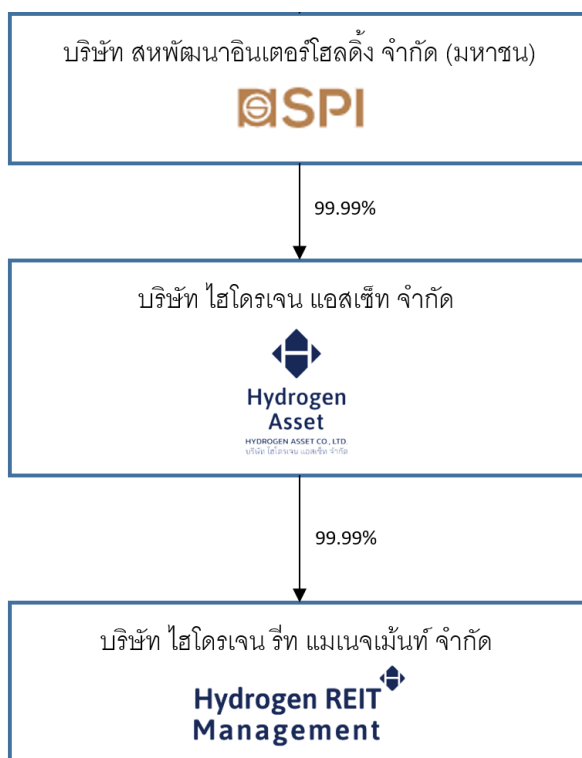 บริษัท สหพัฒนาอินเตอร์โฮลดิ้ง จำกัด (มหาชน)
SPI
99.99%
บริษัท ไฮโดรเจน แอสเซ็ท จำกัด
Hydrogen
Asset
HYDROGEN ASSET CO., LTD.
บริษัท ไฮโดรเจน แอสเซ็ท จำกัด
99.99%
บริษัท ไฮโดรเจน รีท แมเนจเม้นท์ จำกัด
Hydrogen REIT
Management